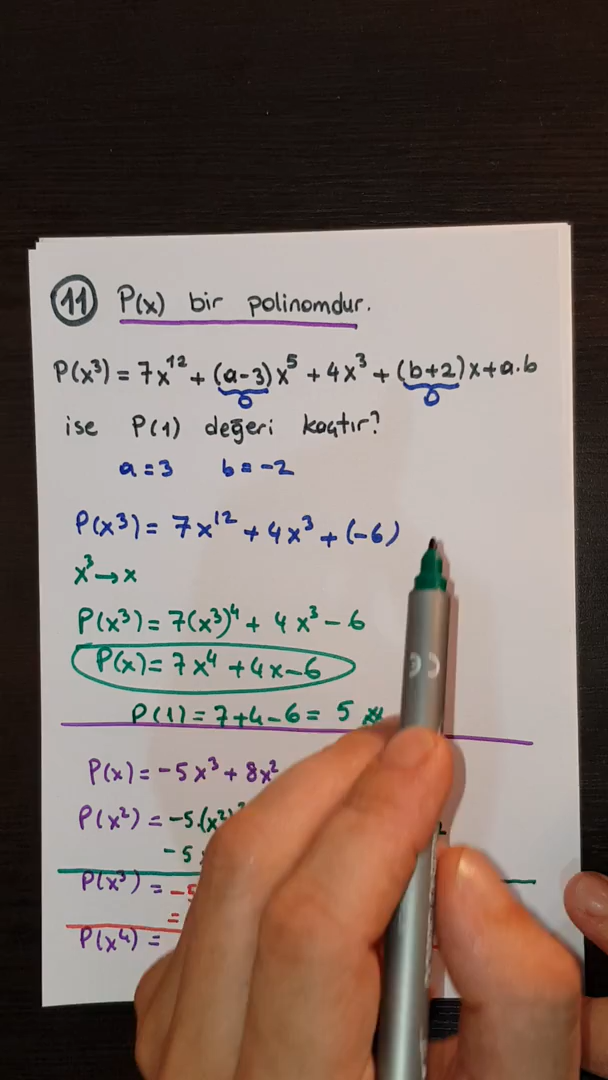 11 P(x) bir polinomdur.
P(x³) = 7x¹² + (a-3)x⁵ + 4x³ + (b+2)x + a.b
0 0
ise P(1) değeri kaçtır?
a = 3 b = -2
P(x³) = 7x¹² + 4x³ + (-6)
x³ → x
P(x³) = 7(x³)⁴ + 4x³ - 6
P(x) = 7x⁴ + 4x - 6
P(1) = 7+4-6 = 5
P(x) = -5x³ + 8x²
P(x²) = -5.(x²)
-5
P(x³) = -5
=
P(x⁴) =